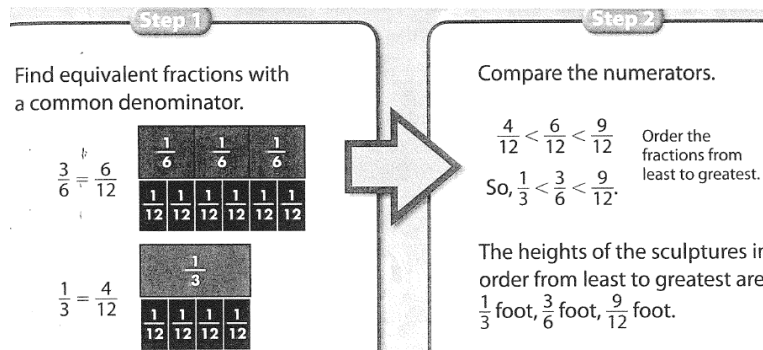 Step 1
Find equivalent fractions with
a common denominator.
3/6 = 6/12
1/6 1/6 1/6
1/12 1/12 1/12 1/12 1/12 1/12
1/3 = 4/12
1/3
1/12 1/12 1/12 1/12
Step 2
Compare the numerators.
4/12 < 6/12 < 9/12
So, 1/3 < 3/6 < 9/12.
Order the
fractions from
least to greatest.
The heights of the sculptures in
order from least to greatest are
1/3 foot, 3/6 foot, 9/12 foot.